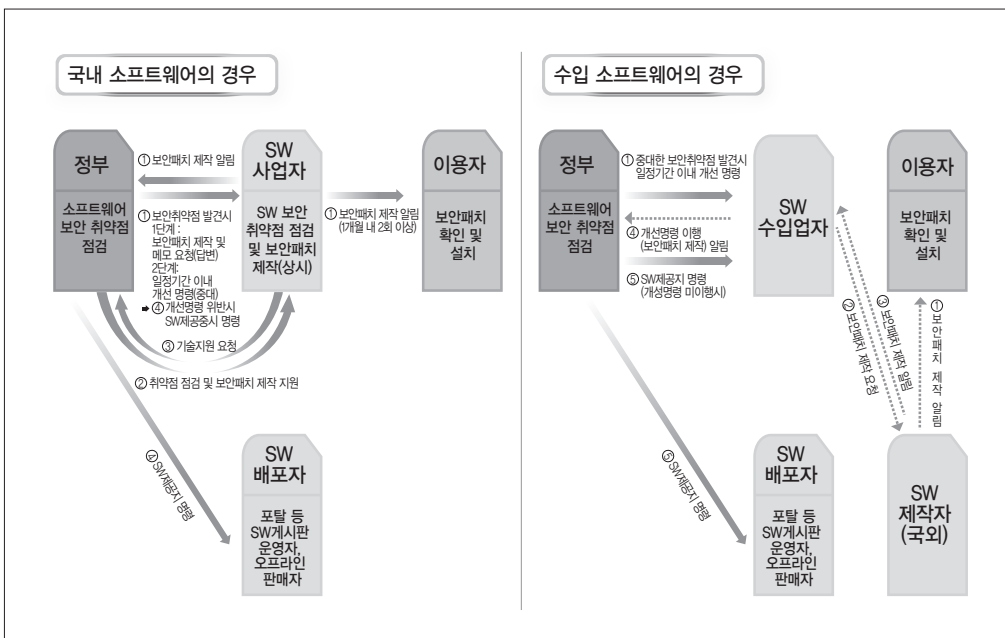 국내 소프트웨어의 경우
정부
소프트웨어
보안 취약점
점검
① 보안패치 제작 알림
① 보안취약점 발견시
1단계 :
보안패치 제작 및
메모 요청(답변)
2단계:
일정기간 이내
개선 명령(중대)
➡ ④ 개선명령 위반시
SW제공중시 명령
③ 기술지원 요청
② 취약점 점검 및 보안패치 제작 지원
SW
사업자
SW 보안
취약점 점검
및 보안패치
제작(상시)
① 보안패치 제작 알림
(1개월 내 2회 이상)
이용자
보안패치
확인 및
설치
④ SW제공지 명령
SW
배포자
포탈 등
SW게시판
운영자,
오프라인
판매자
수입 소프트웨어의 경우
정부
소프트웨어
보안 취약점
점검
① 중대한 보안취약점 발견시
일정기간 이내 개선 명령
④ 개선명령 이행
(보안패치 제작) 알림
⑤ SW제공지 명령
(개성명령 미이행시)
SW
수입업자
이용자
보안패치
확인 및
설치
② 보안패치 제작 요청
③ 보안패치 제작 알림
① 보안패치 제작 알림
⑤ SW제공지 명령
SW
배포자
포탈 등
SW게시판
운영자,
오프라인
판매자
SW
제작자
(국외)